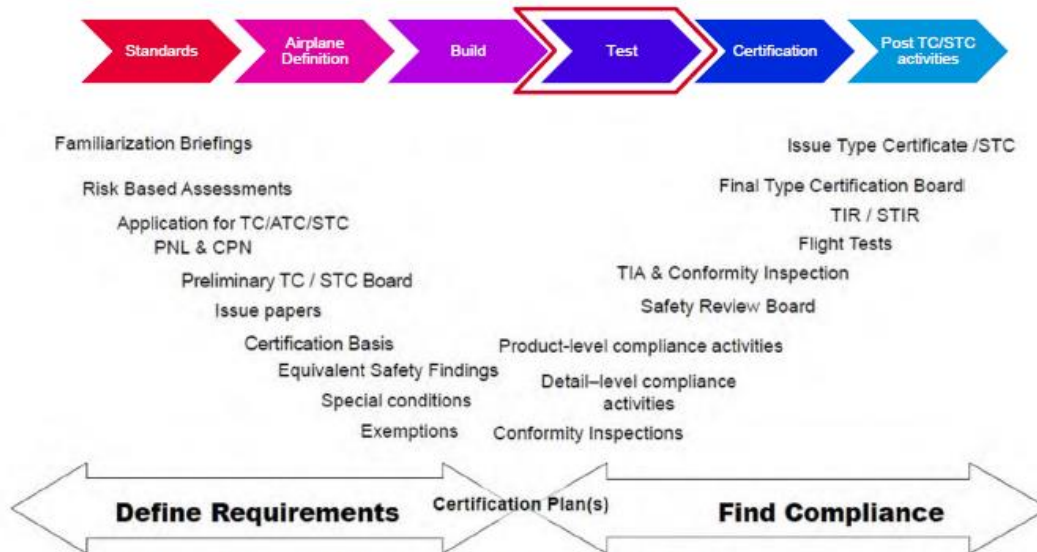 Standards
Airplane
Definition
Build
Test
Certification
Post TC/STC
activities
Familiarization Briefings
Risk Based Assessments
Application for TC/ATC/STC
PNL & CPN
Preliminary TC / STC Board
Issue papers
Certification Basis
Equivalent Safety Findings
Special conditions
Exemptions
Issue Type Certificate /STC
Final Type Certification Board
TIR / STIR
Flight Tests
TIA & Conformity Inspection
Safety Review Board
Product-level compliance activities
Detail–level compliance
activities
Conformity Inspections
Define Requirements
Certification Plan(s)
Find Compliance